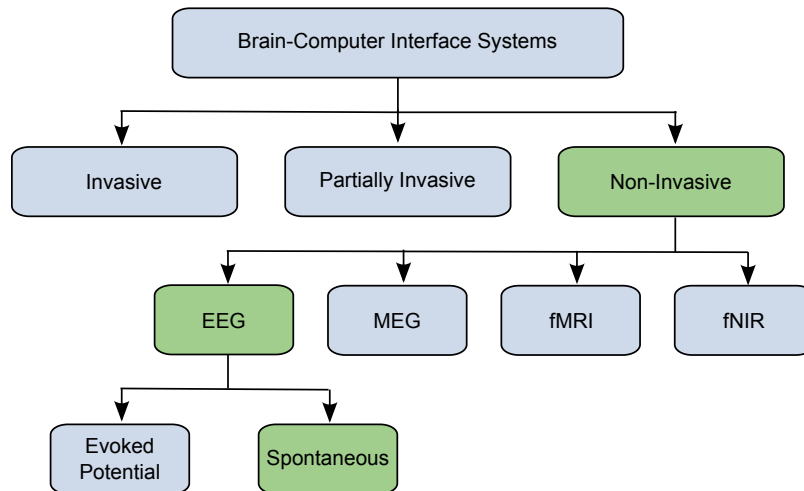 Brain-Computer Interface Systems
Invasive
Partially Invasive
Non-Invasive
EEG
MEG
fMRI
fNIR
Evoked
Potential
Spontaneous